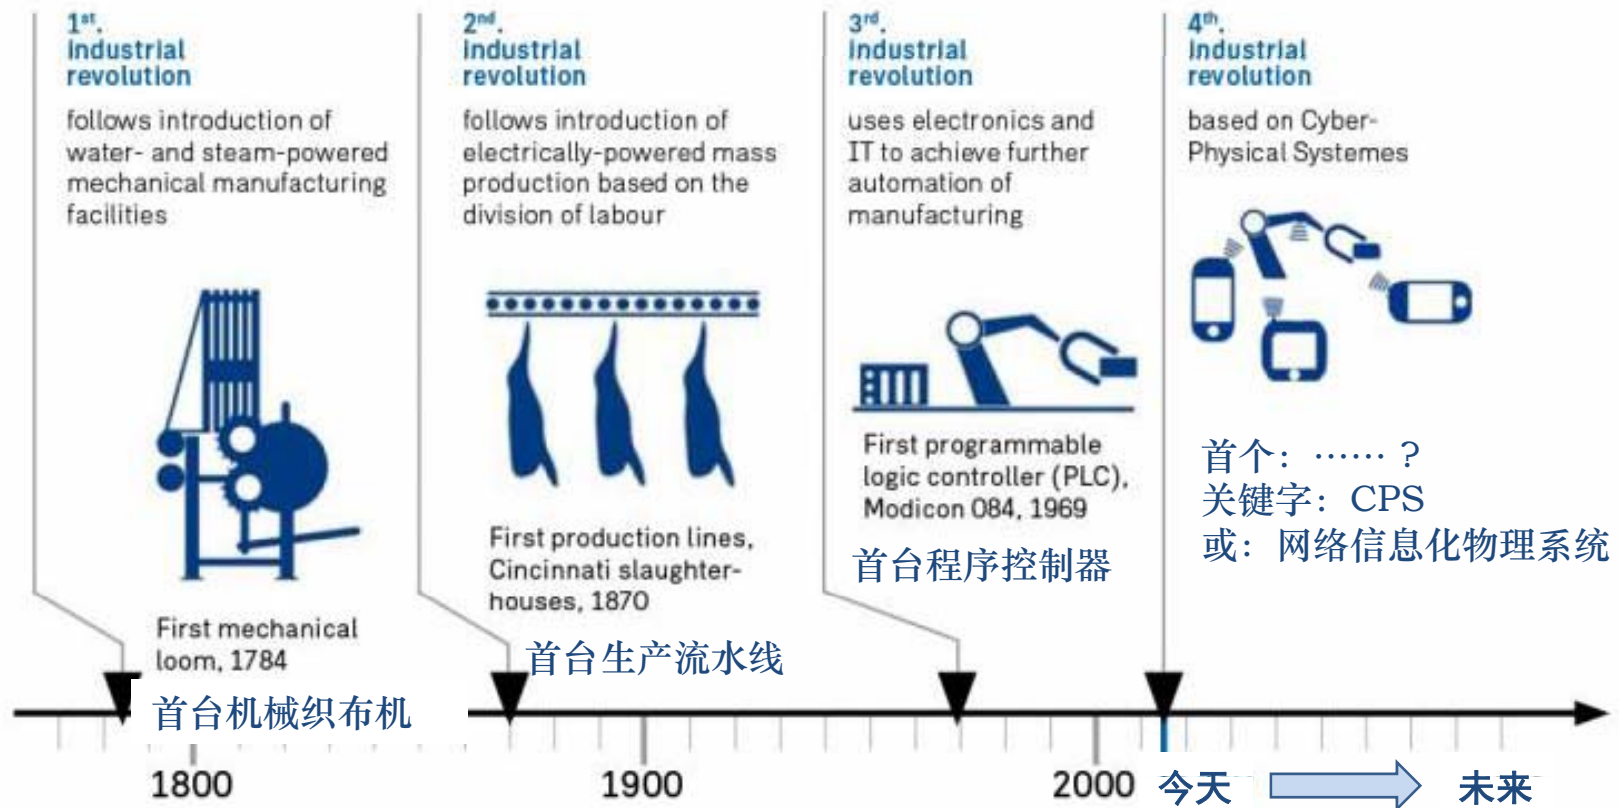 1st.
industrial
revolution
follows introduction of
water- and steam-powered
mechanical manufacturing
facilities
First mechanical
loom, 1784
首台机械织布机
2nd.
industrial
revolution
follows introduction of
electrically-powered mass
production based on the
division of labour
First production lines,
Cincinnati slaughter-
houses, 1870
首台生产流水线
3rd.
industrial
revolution
uses electronics and
IT to achieve further
automation of
manufacturing
First programmable
logic controller (PLC),
Modicon 084, 1969
首台程序控制器
4th.
industrial
revolution
based on Cyber-
Physical Systemes
首个：……？
关键字：CPS
或：网络信息化物理系统
1800
1900
2000
今天
未来